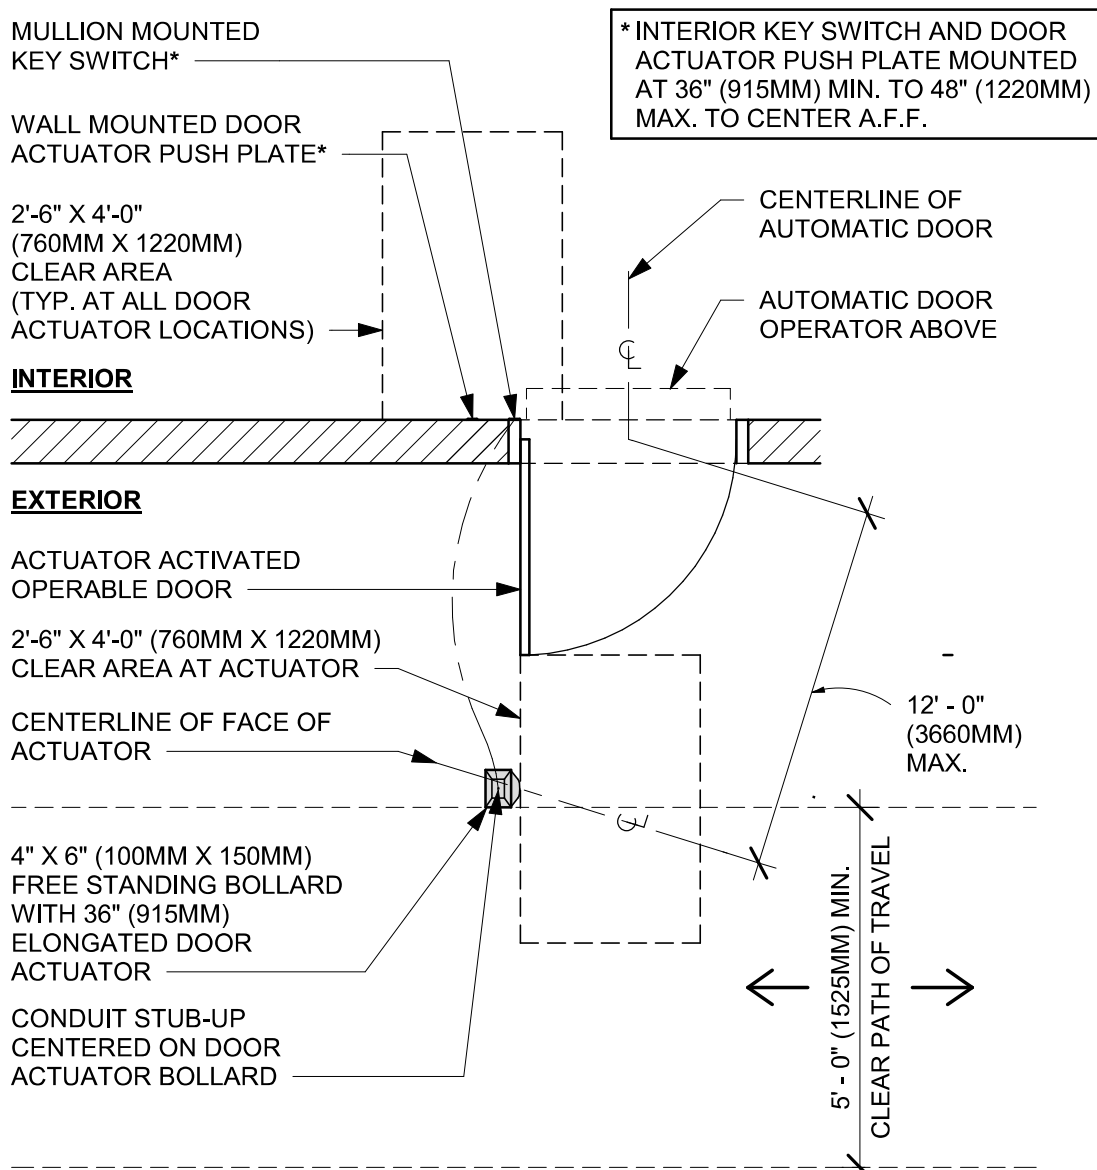 MULLION MOUNTED
KEY SWITCH*
* INTERIOR KEY SWITCH AND DOOR
ACTUATOR PUSH PLATE MOUNTED
AT 36" (915MM) MIN. TO 48" (1220MM)
MAX. TO CENTER A.F.F.
WALL MOUNTED DOOR
ACTUATOR PUSH PLATE*
2'-6" X 4'-0"
(760MM X 1220MM)
CLEAR AREA
(TYP. AT ALL DOOR
ACTUATOR LOCATIONS)
CENTERLINE OF
AUTOMATIC DOOR
AUTOMATIC DOOR
OPERATOR ABOVE
CL
INTERIOR
EXTERIOR
ACTUATOR ACTIVATED
OPERABLE DOOR
2'-6" X 4'-0" (760MM X 1220MM)
CLEAR AREA AT ACTUATOR
CENTERLINE OF FACE OF
ACTUATOR
12' - 0"
(3660MM)
MAX.
CL
4" X 6" (100MM X 150MM)
FREE STANDING BOLLARD
WITH 36" (915MM)
ELONGATED DOOR
ACTUATOR
CONDUIT STUB-UP
CENTERED ON DOOR
ACTUATOR BOLLARD
5' - 0" (1525MM) MIN.
CLEAR PATH OF TRAVEL